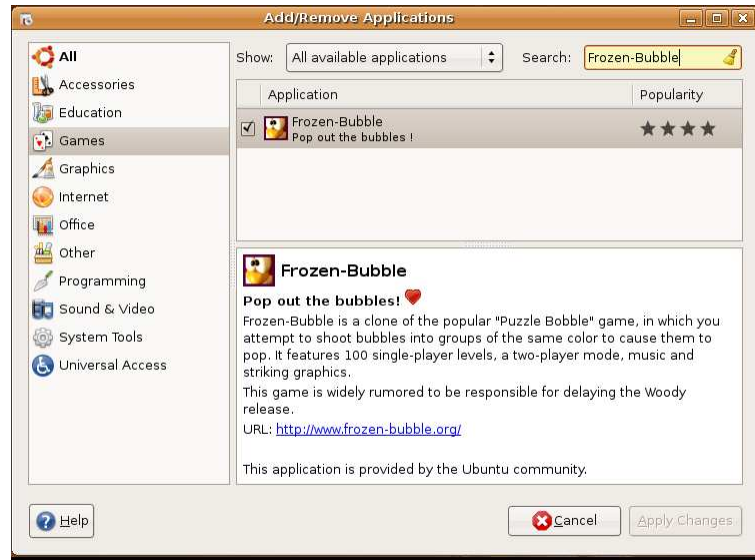 Add/Remove Applications
All
Accessories
Education
Games
Graphics
Internet
Office
Other
Programming
Sound & Video
System Tools
Universal Access
Show: All available applications Search: Frozen-Bubble
Application Popularity
Frozen-Bubble
Pop out the bubbles !
Frozen-Bubble
Pop out the bubbles!
Frozen-Bubble is a clone of the popular "Puzzle Bobble" game, in which you
attempt to shoot bubbles into groups of the same color to cause them to
pop. It features 100 single-player levels, a two-player mode, music and
striking graphics.
This game is widely rumored to be responsible for delaying the Woody
release.
URL: http://www.frozen-bubble.org/
This application is provided by the Ubuntu community.
Help Cancel Apply Changes